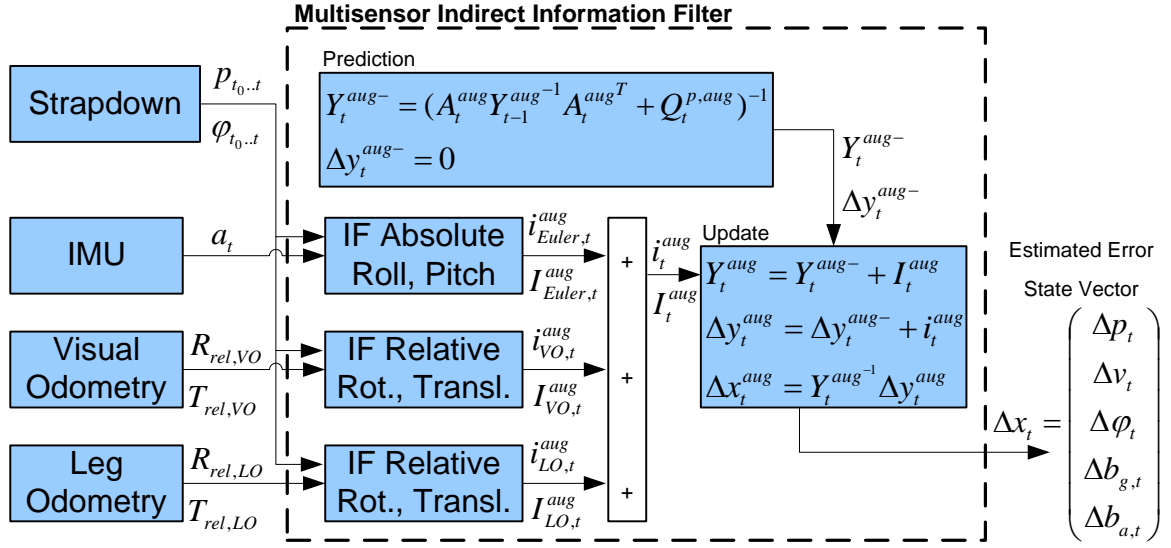 Multisensor Indirect Information Filter
Prediction
Y_t^{aug-} = (A_t^{aug} Y_{t-1}^{aug^{-1}} A_t^{aug^T} + Q_t^{p,aug})^{-1}
Δy_t^{aug-} = 0
Strapdown
p_{t_0..t}
φ_{t_0..t}
Y_t^{aug-}
Δy_t^{aug-}
IMU
a_t
IF Absolute
Roll, Pitch
i_{Euler,t}^{aug}
I_{Euler,t}^{aug}
+
i_t^{aug}
I_t^{aug}
Update
Y_t^{aug} = Y_t^{aug-} + I_t^{aug}
Δy_t^{aug} = Δy_t^{aug-} + i_t^{aug}
Δx_t^{aug} = Y_t^{aug^{-1}} Δy_t^{aug}
Visual
Odometry
R_{rel,VO}
T_{rel,VO}
IF Relative
Rot., Transl.
i_{VO,t}^{aug}
I_{VO,t}^{aug}
+
Leg
Odometry
R_{rel,LO}
T_{rel,LO}
IF Relative
Rot., Transl.
i_{LO,t}^{aug}
I_{LO,t}^{aug}
+
Estimated Error
State Vector
Δx_t =
Δp_t
Δv_t
Δφ_t
Δb_{g,t}
Δb_{a,t}